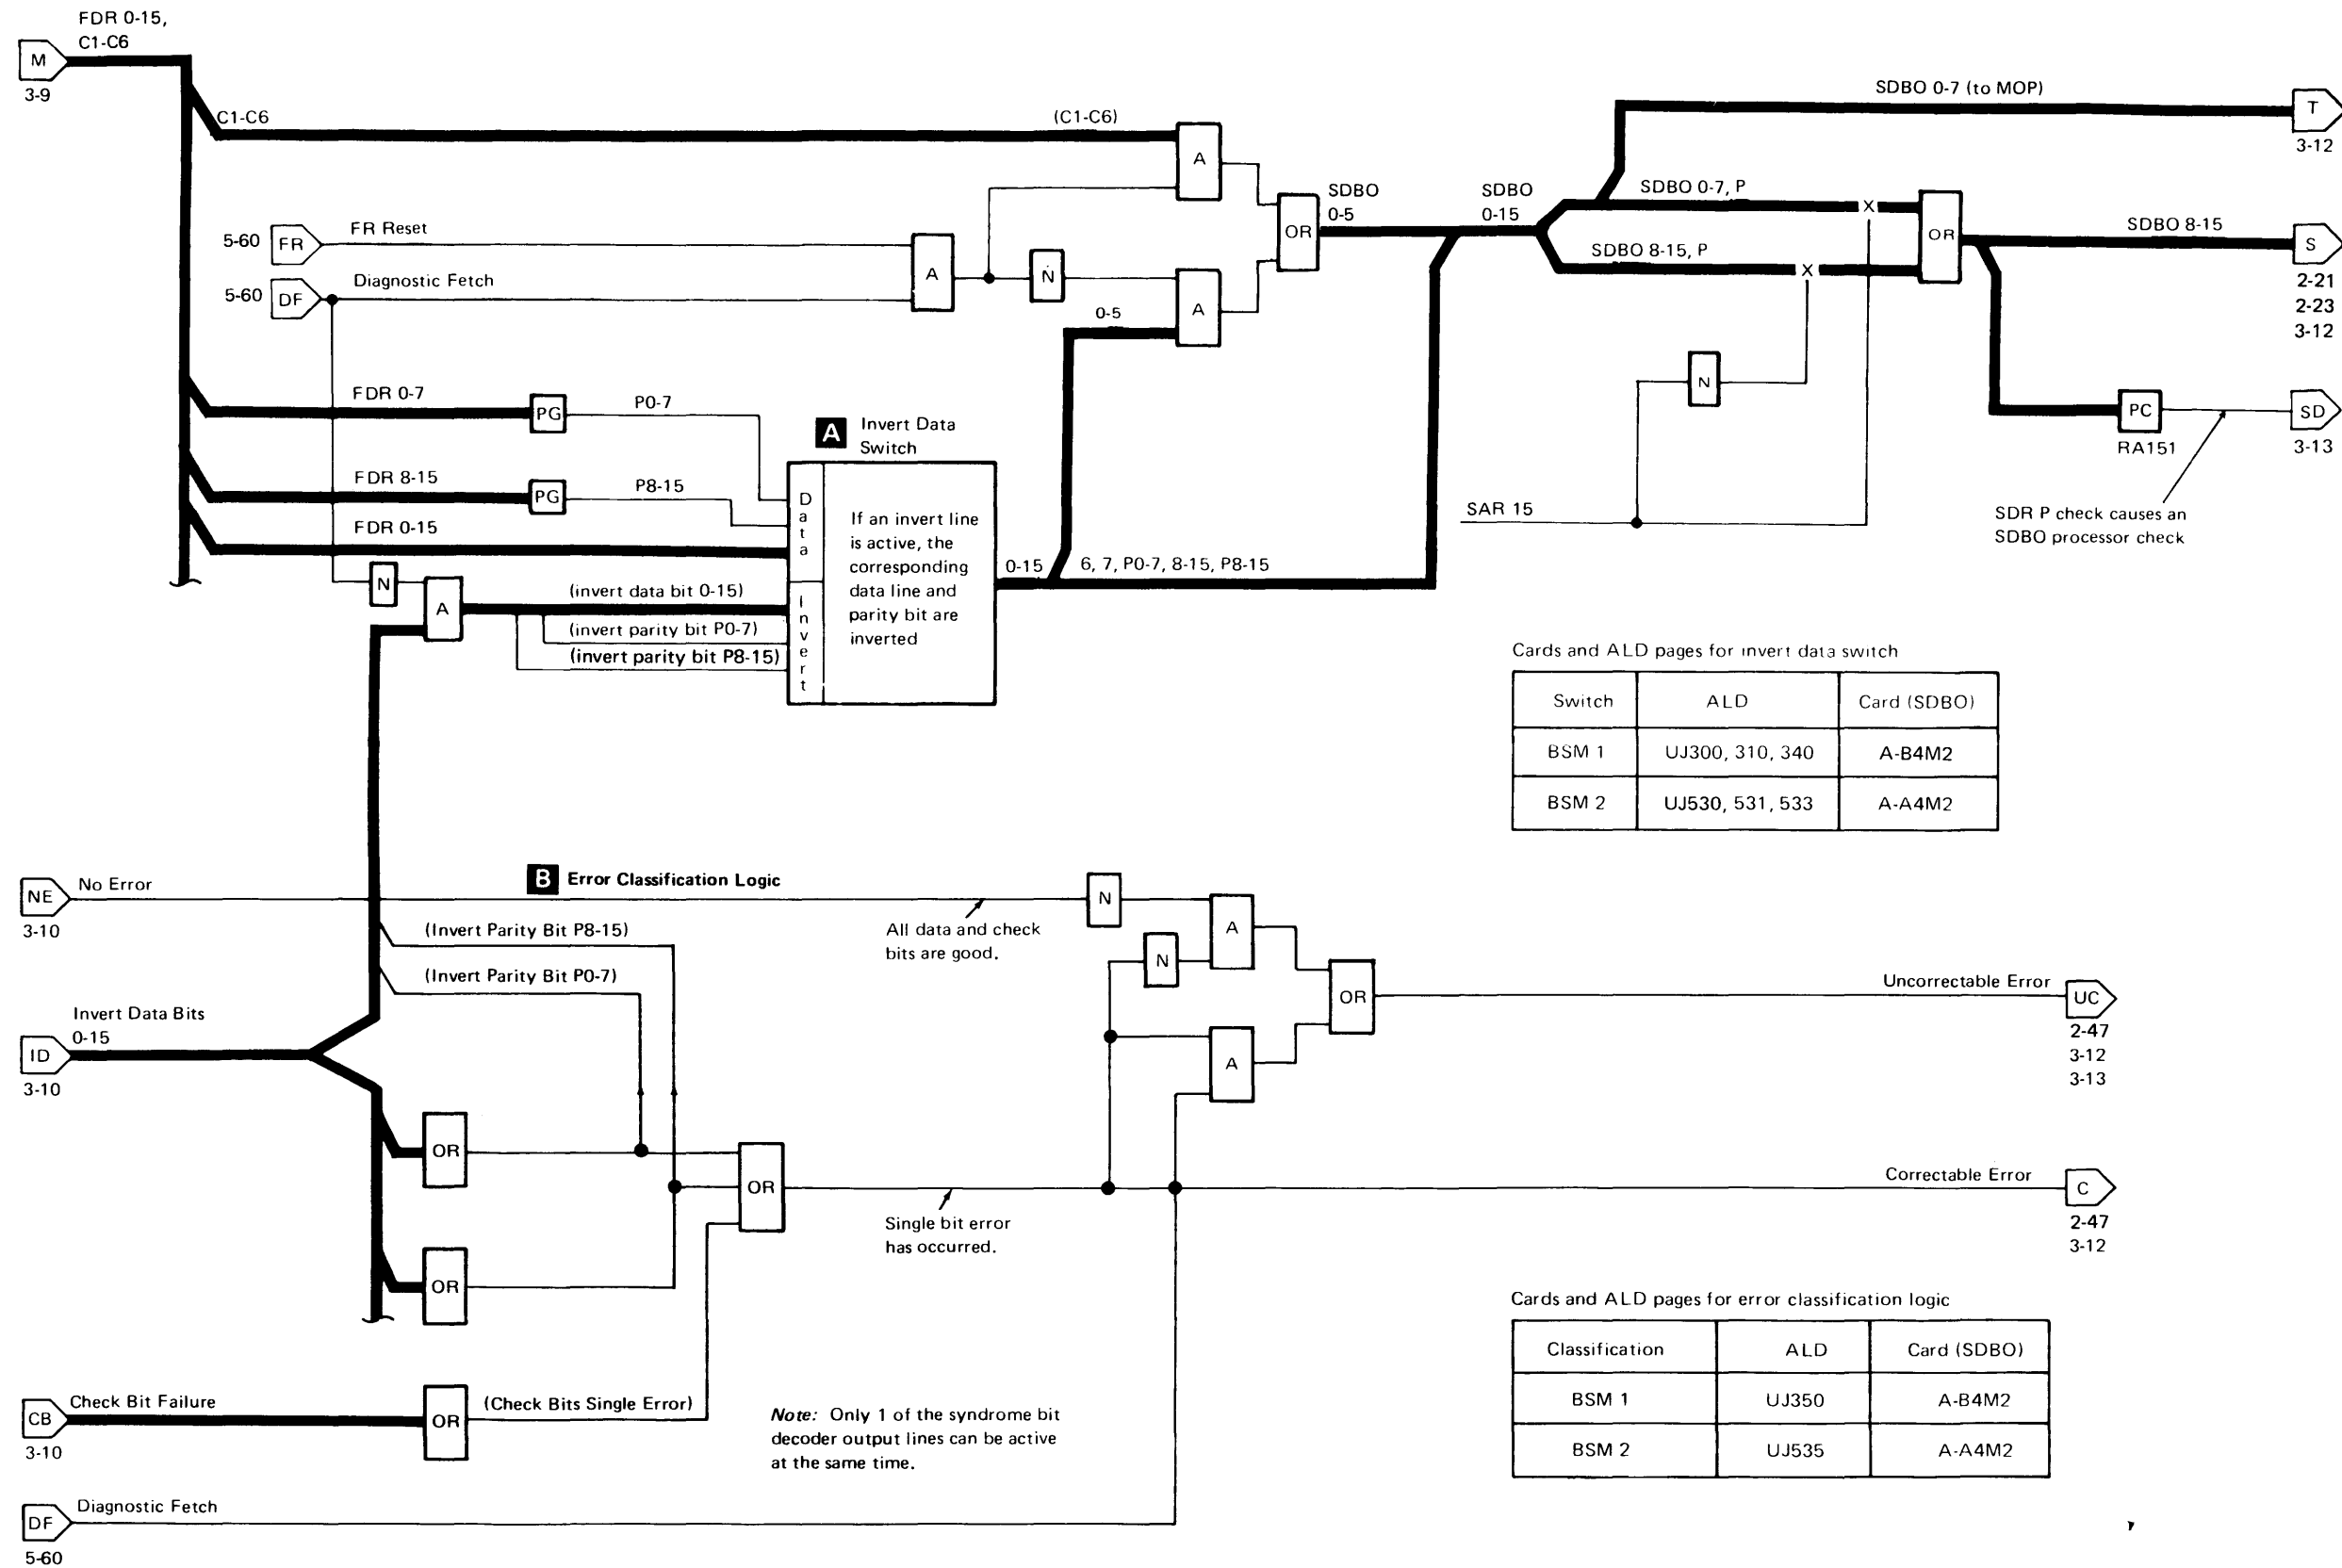 FDR 0-15,
C1-C6
M
3-9
C1-C6
(C1-C6)
A
5-60
FR
FR Reset
5-60
DF
Diagnostic Fetch
A
N
A
0-5
OR
SDBO
0-5
SDBO
0-15
SDBO 0-7 (to MOP)
T
3-12
SDBO 0-7, P
X
SDBO 8-15, P
X
OR
SDBO 8-15
S
2-21
2-23
3-12
N
SAR 15
PC
RA151
SD
3-13
SDR P check causes an
SDBO processor check
FDR 0-7
PG
P0-7
FDR 8-15
PG
P8-15
FDR 0-15
A
Invert Data
Switch
Data
Invert
If an invert line
is active, the
corresponding
data line and
parity bit are
inverted
N
A
(invert data bit 0-15)
(invert parity bit P0-7)
(invert parity bit P8-15)
0-15
6, 7, P0-7, 8-15, P8-15
Cards and ALD pages for invert data switch
Switch ALD Card (SDBO)
BSM 1 UJ300, 310, 340 A-B4M2
BSM 2 UJ530, 531, 533 A-A4M2
NE
3-10
No Error
B Error Classification Logic
All data and check
bits are good.
N
N
A
A
OR
Uncorrectable Error
UC
2-47
3-12
3-13
(Invert Parity Bit P8-15)
(Invert Parity Bit P0-7)
Invert Data Bits
0-15
ID
3-10
OR
OR
OR
Single bit error
has occurred.
Correctable Error
C
2-47
3-12
CB
3-10
Check Bit Failure
OR
(Check Bits Single Error)
Note: Only 1 of the syndrome bit
decoder output lines can be active
at the same time.
DF
5-60
Diagnostic Fetch
Cards and ALD pages for error classification logic
Classification ALD Card (SDBO)
BSM 1 UJ350 A-B4M2
BSM 2 UJ535 A-A4M2